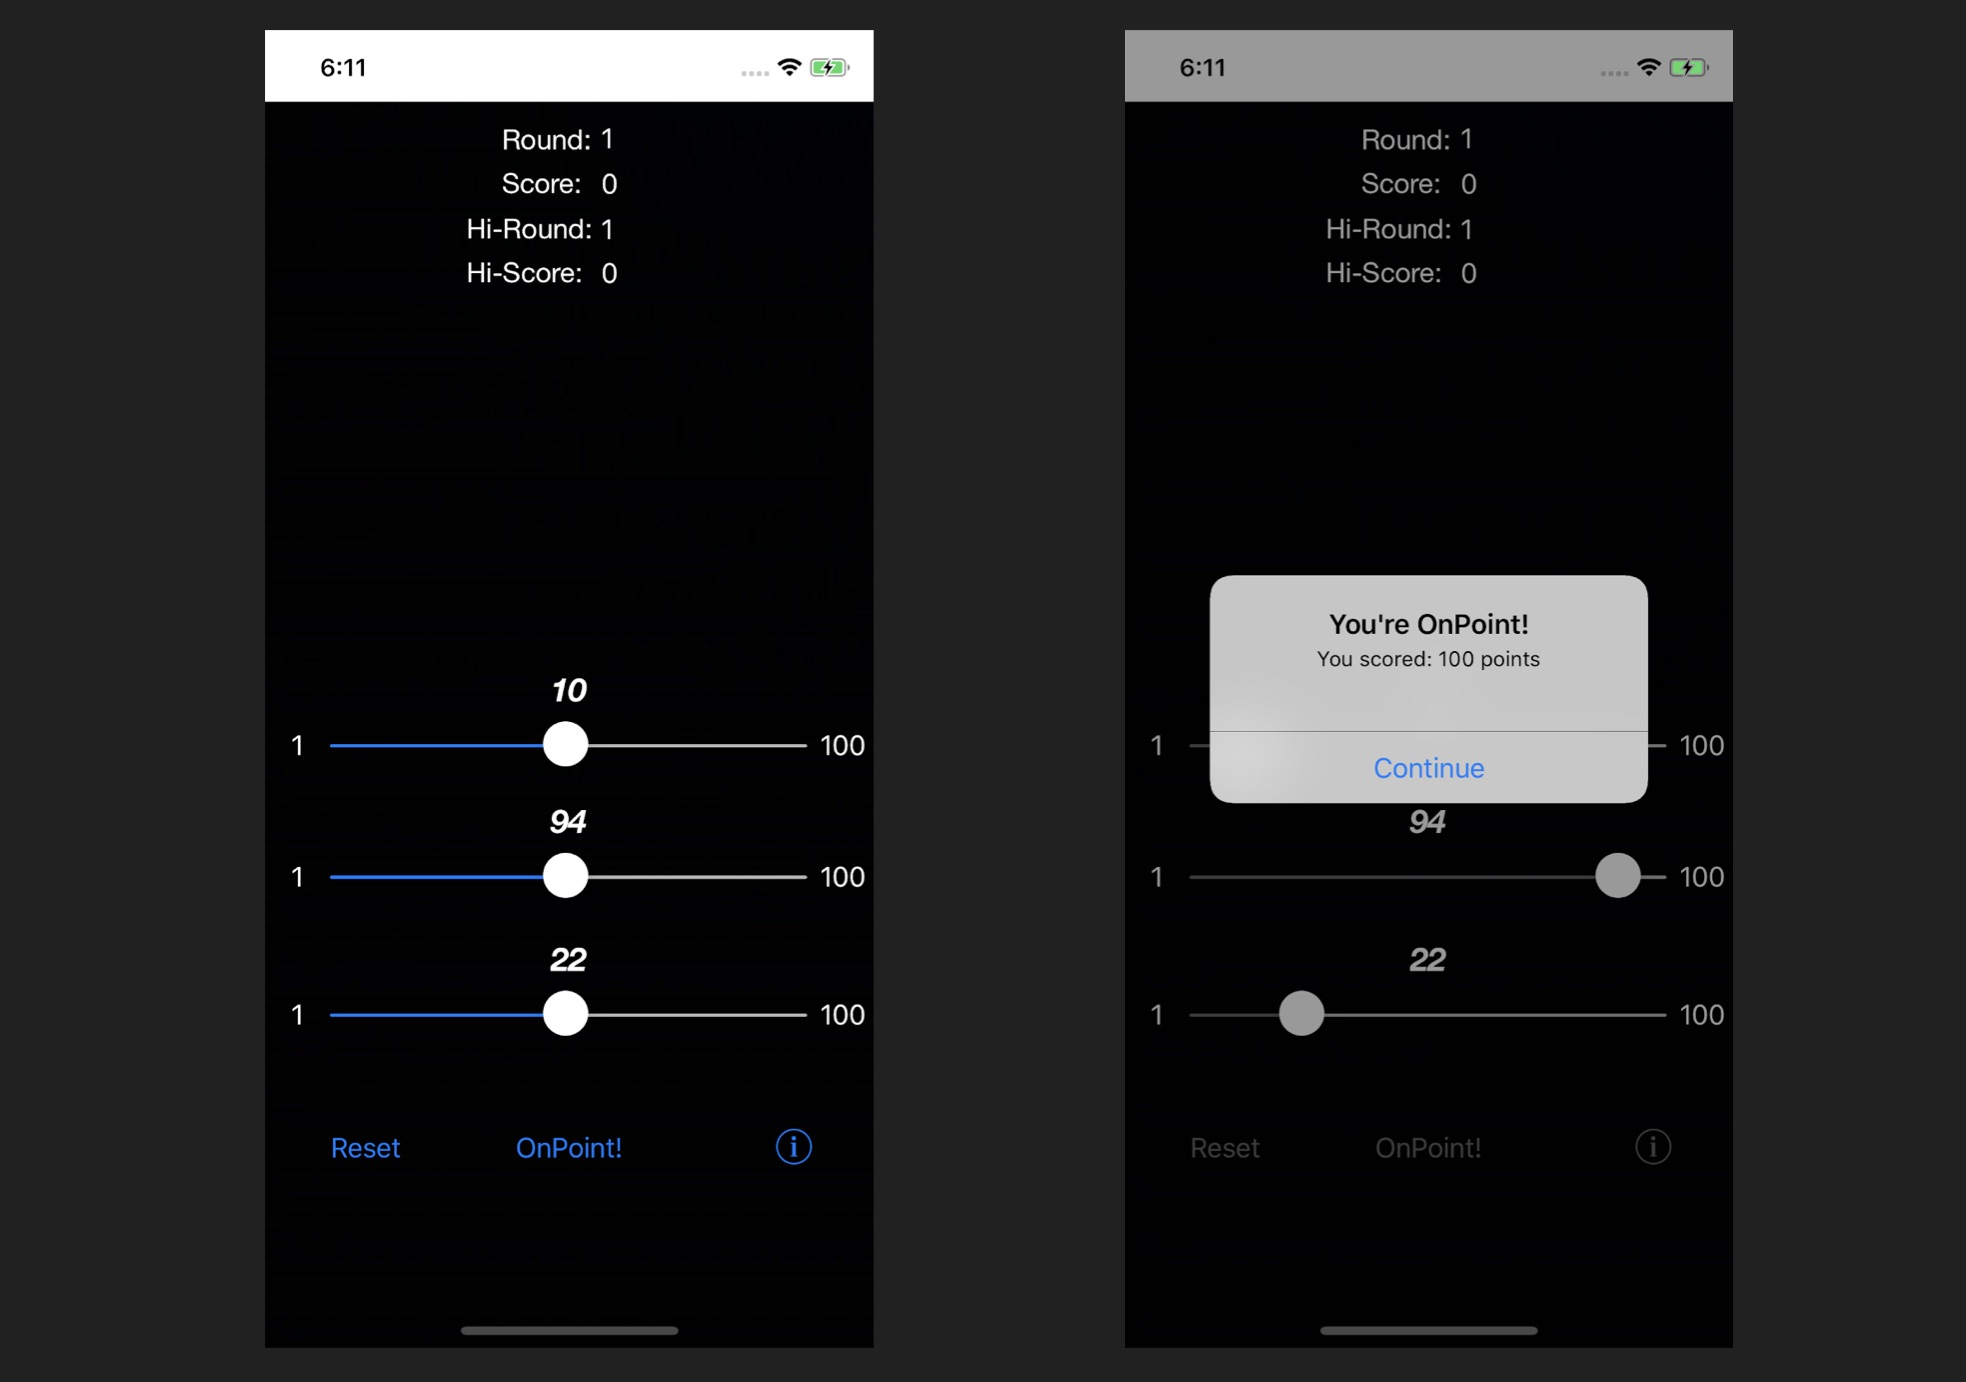 6:11
Round: 1
Score: 0
Hi-Round: 1
Hi-Score: 0
10
1 100
94
1 100
22
1 100
Reset OnPoint! i
6:11
Round: 1
Score: 0
Hi-Round: 1
Hi-Score: 0
You're OnPoint!
You scored: 100 points
1 100
Continue
94
1 100
22
1 100
Reset OnPoint! i